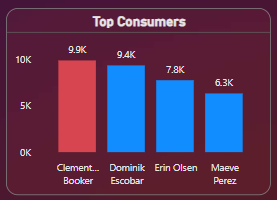 Top Consumers
10K
5K
0K
9.9K
9.4K
7.8K
6.3K
Clement...
Booker
Dominik
Escobar
Erin Olsen
Maeve
Perez